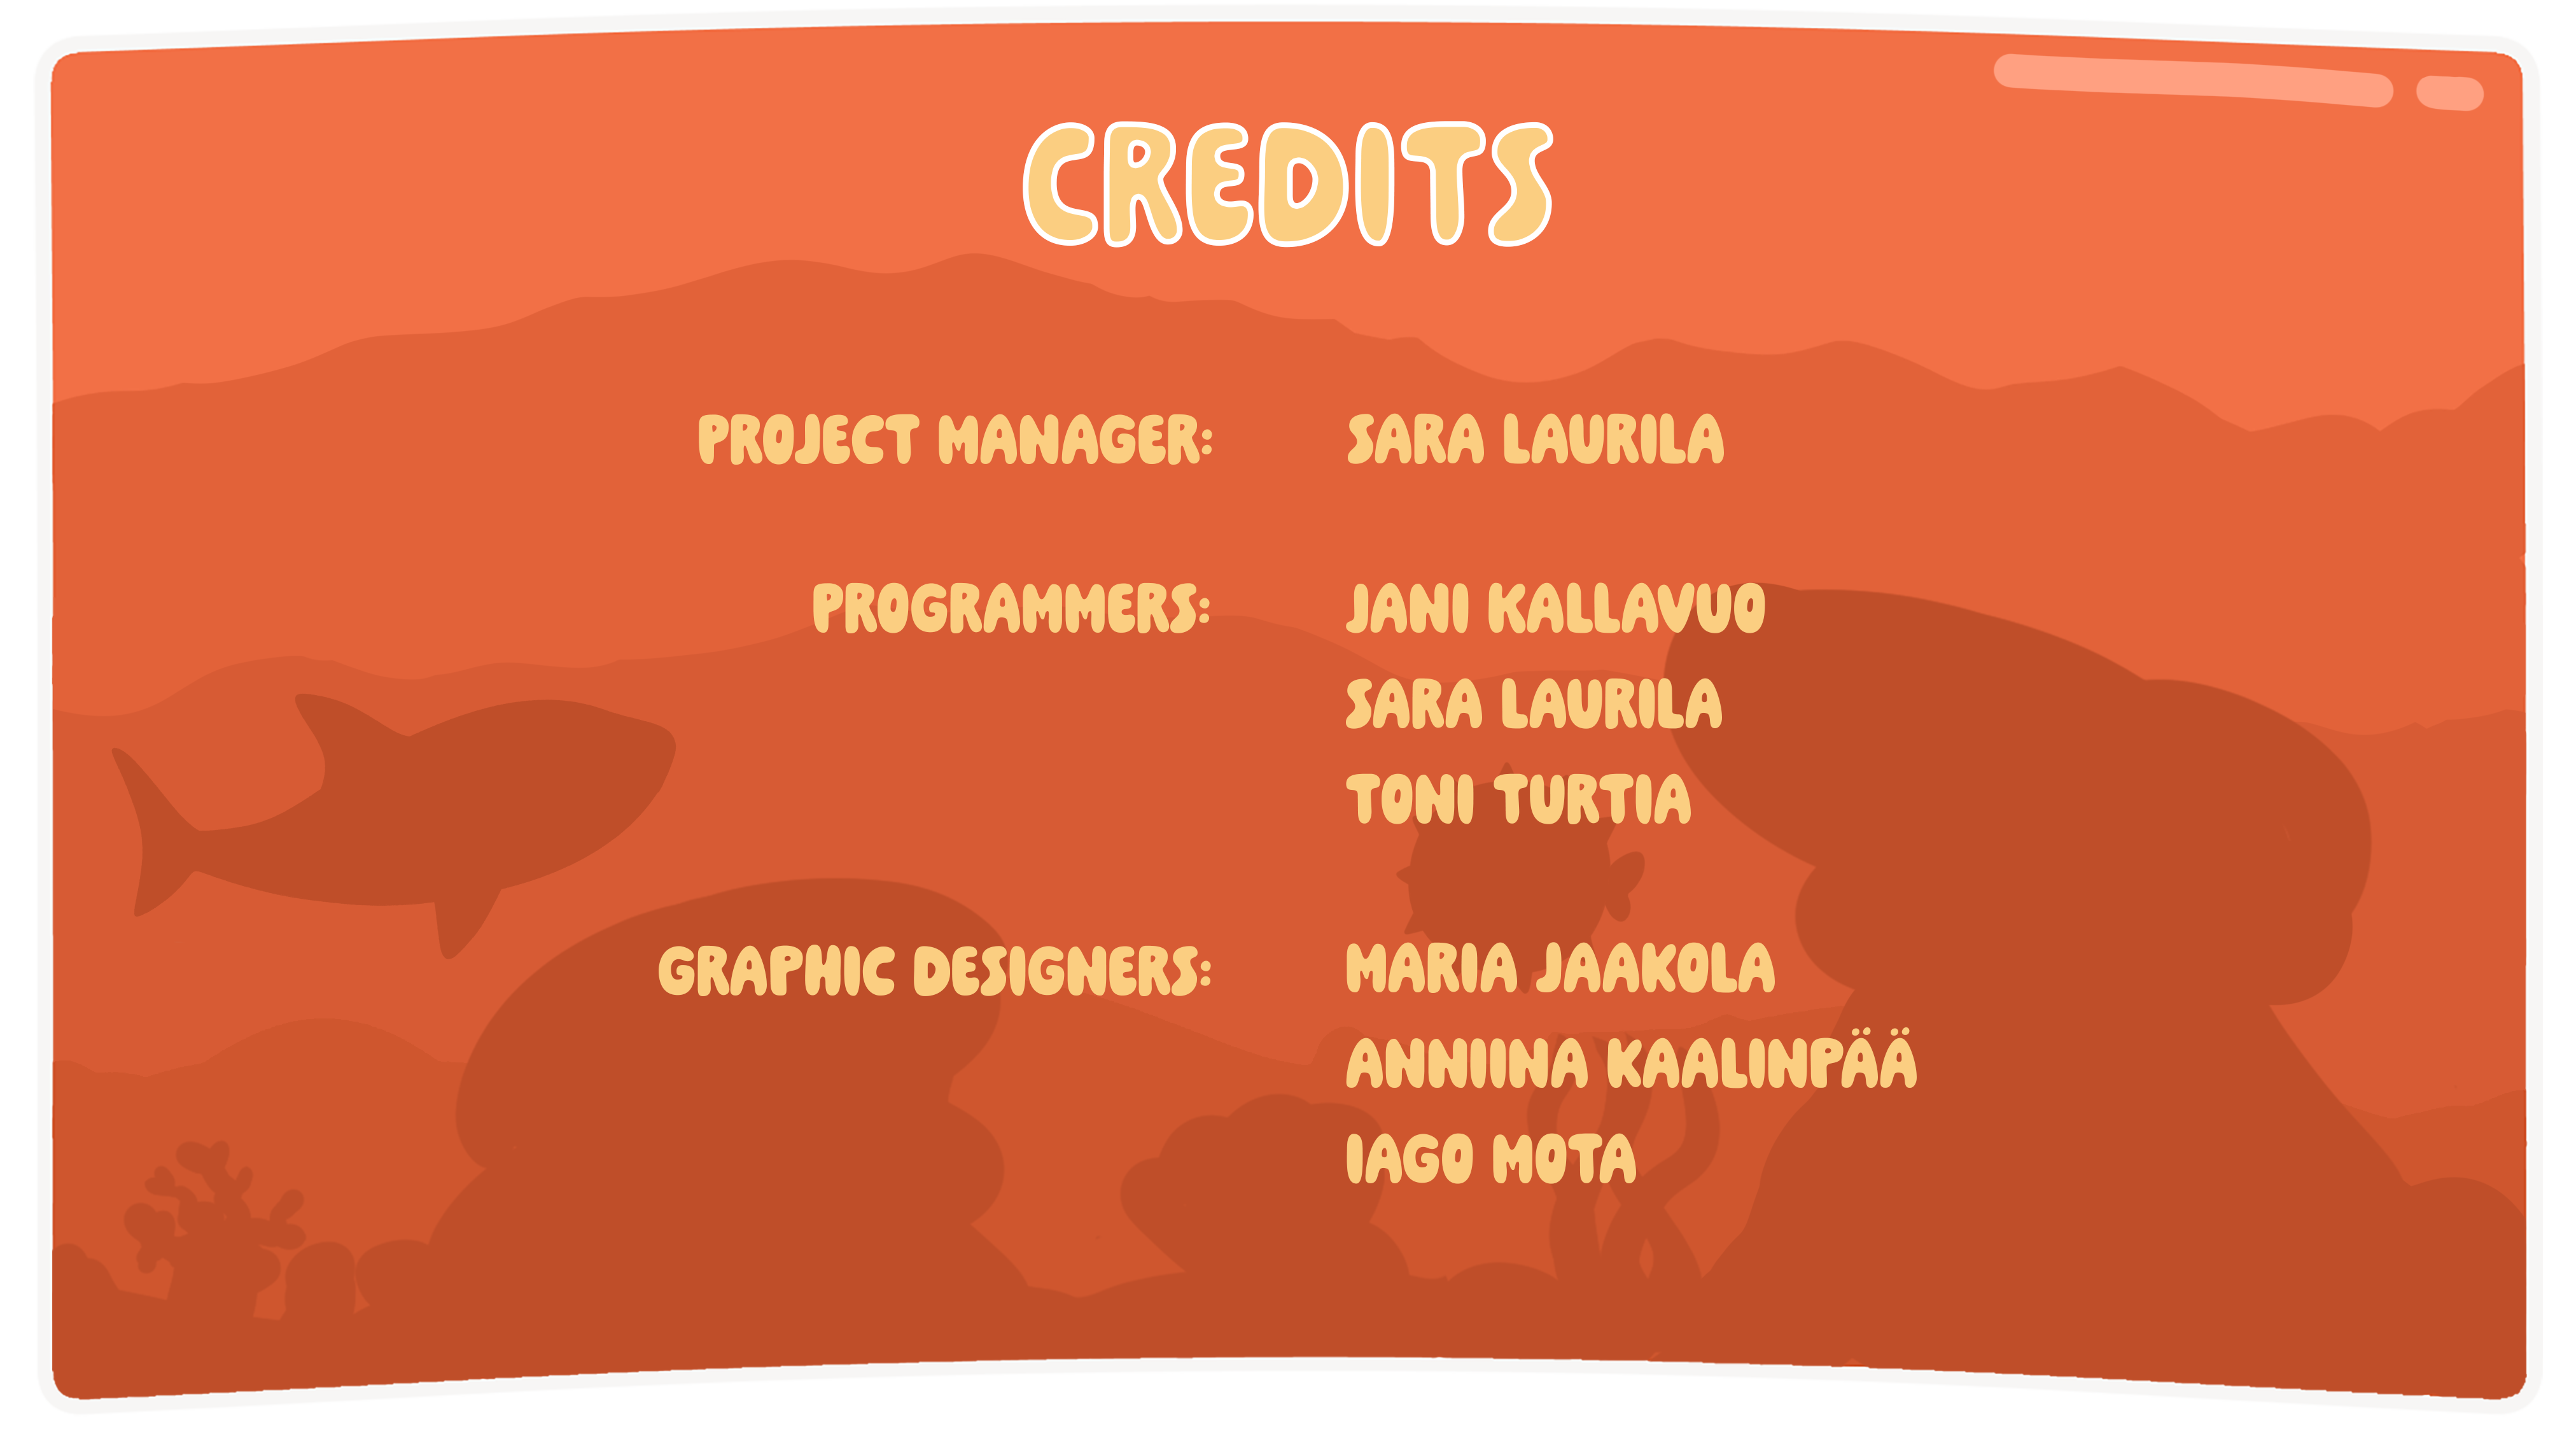 CREDITS
PROJECT MANAGER: SARA LAURILA
PROGRAMMERS: JANI KALLAVUO
SARA LAURILA
TONI TURTIA
GRAPHIC DESIGNERS: MARIA JAAKOLA
ANNIINA KAALINPÄÄ
IAGO MOTA